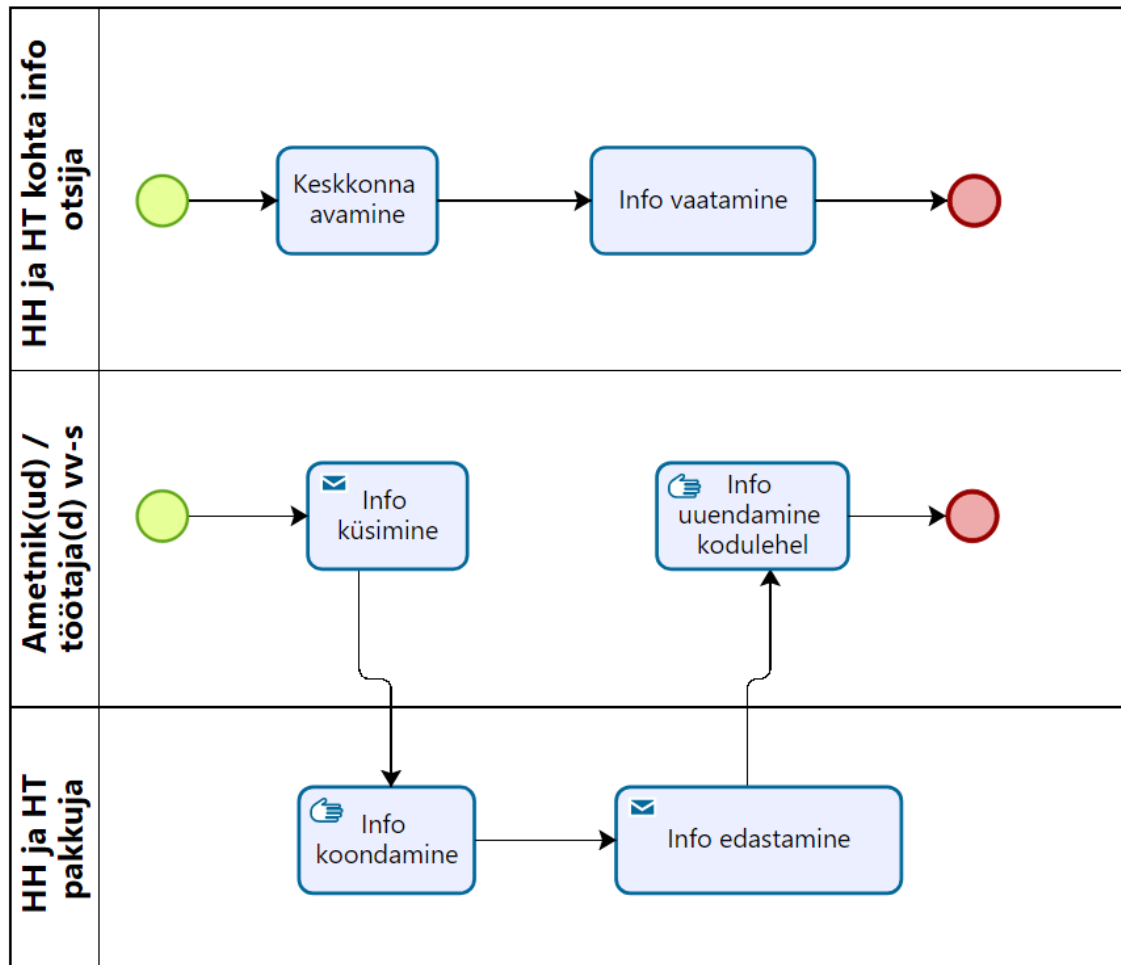 HH ja HT kohta info
otsija
Keskkonna
avamine
Info vaatamine
Ametnik(ud) /
töötaja(d) vv-s
Info
küsimine
Info
uuendamine
kodulehel
HH ja HT
pakkuja
Info
koondamine
Info edastamine